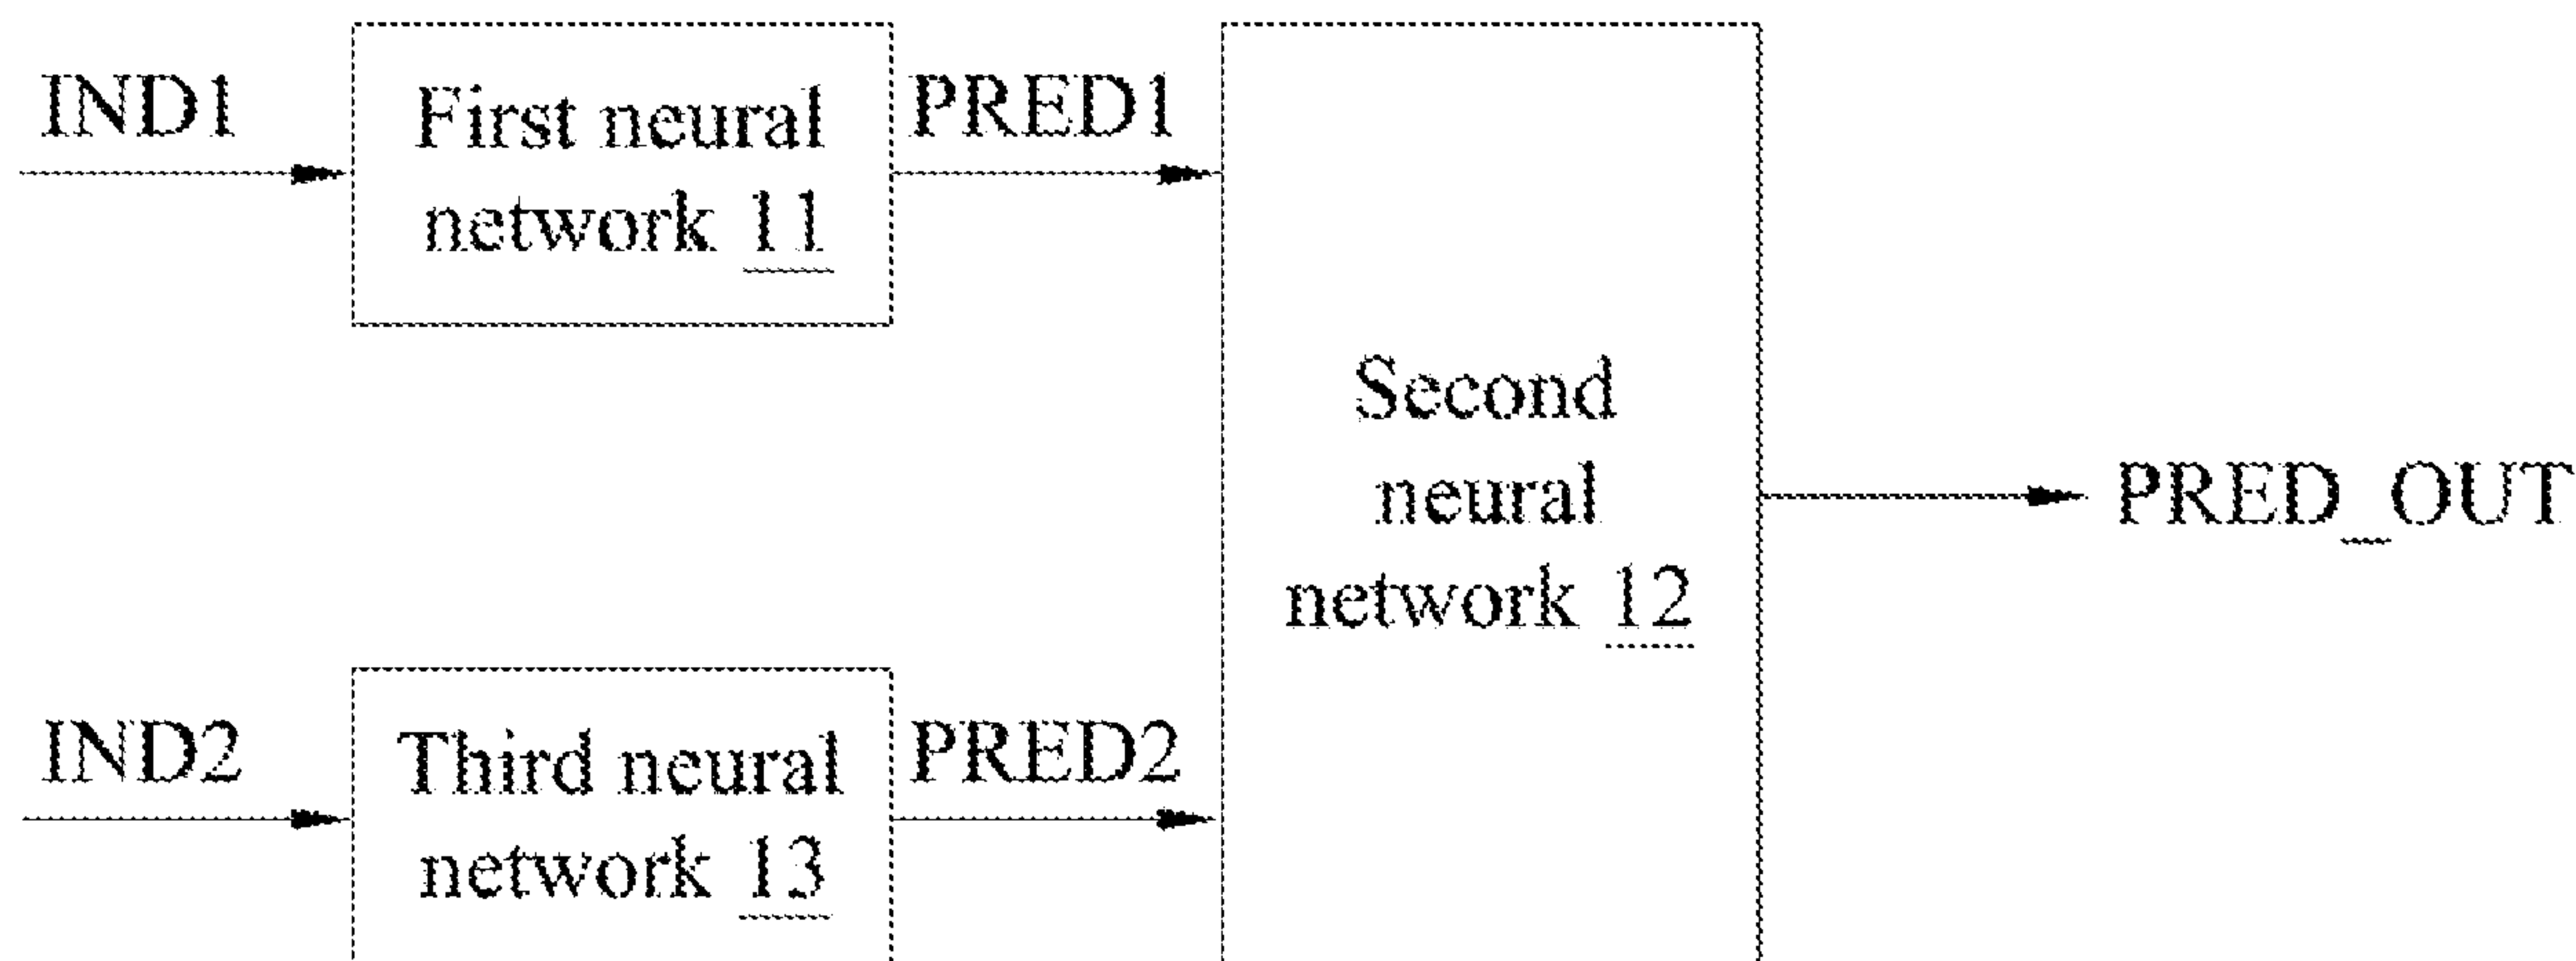 IND1
First neural
network 11
PRED1
Second
neural
network 12
PRED_OUT
IND2
Third neural
network 13
PRED2